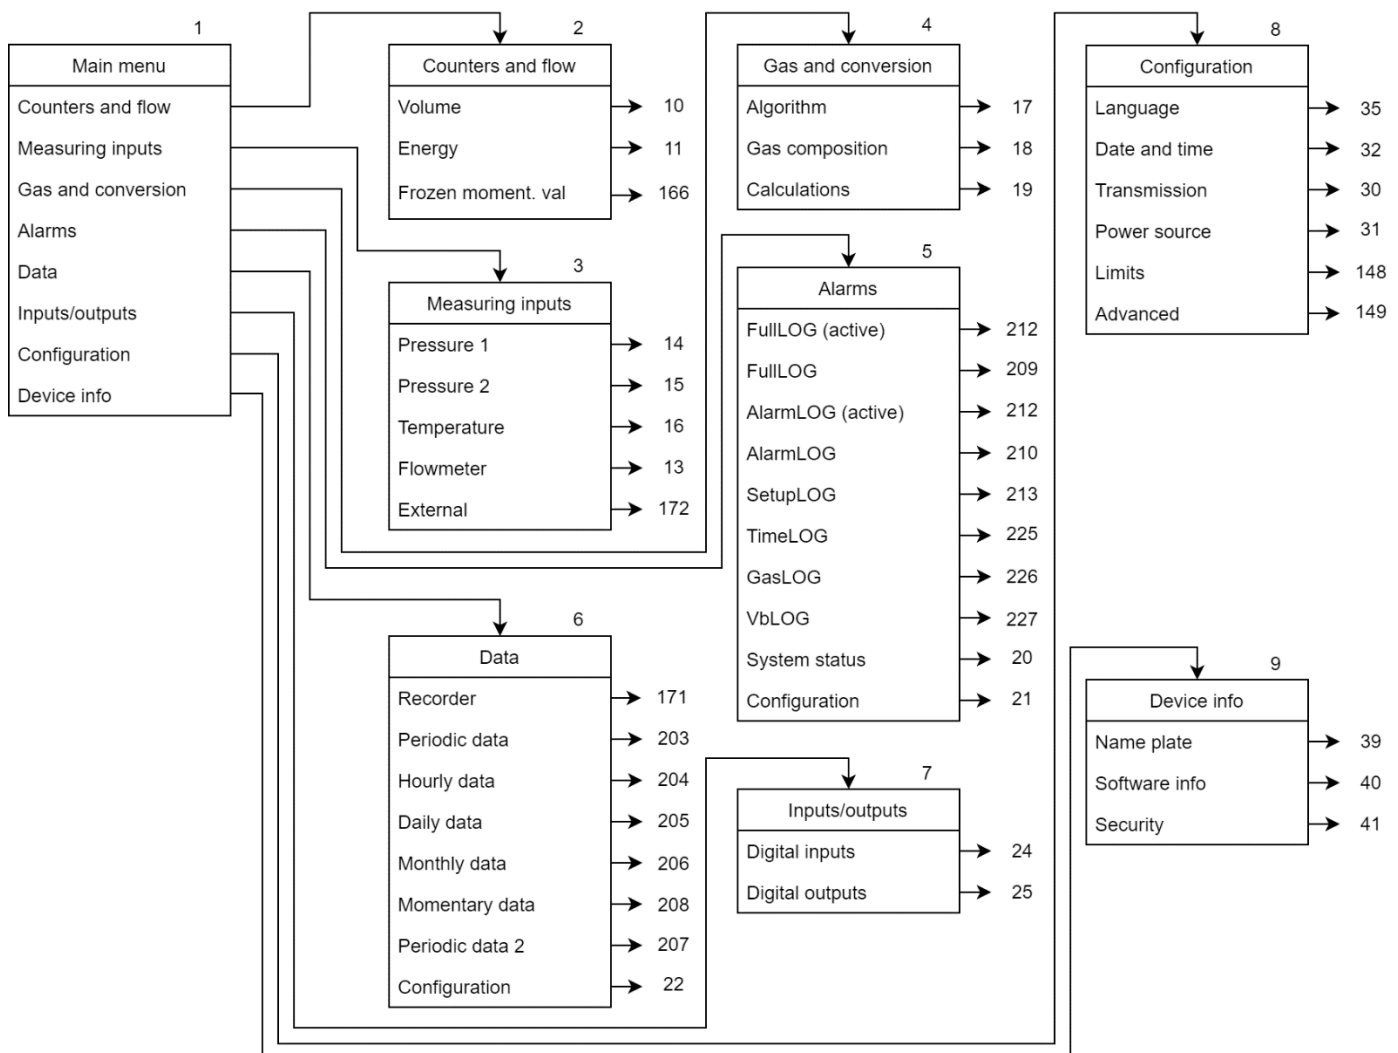 1
Main menu
Counters and flow
Measuring inputs
Gas and conversion
Alarms
Data
Inputs/outputs
Configuration
Device info
2
Counters and flow
Volume 10
Energy 11
Frozen moment. val 166
3
Measuring inputs
Pressure 1 14
Pressure 2 15
Temperature 16
Flowmeter 13
External 172
4
Gas and conversion
Algorithm 17
Gas composition 18
Calculations 19
5
Alarms
FullLOG (active) 212
FullLOG 209
AlarmLOG (active) 212
AlarmLOG 210
SetupLOG 213
TimeLOG 225
GasLOG 226
VbLOG 227
System status 20
Configuration 21
6
Data
Recorder 171
Periodic data 203
Hourly data 204
Daily data 205
Monthly data 206
Momentary data 208
Periodic data 2 207
Configuration 22
7
Inputs/outputs
Digital inputs 24
Digital outputs 25
8
Configuration
Language 35
Date and time 32
Transmission 30
Power source 31
Limits 148
Advanced 149
9
Device info
Name plate 39
Software info 40
Security 41